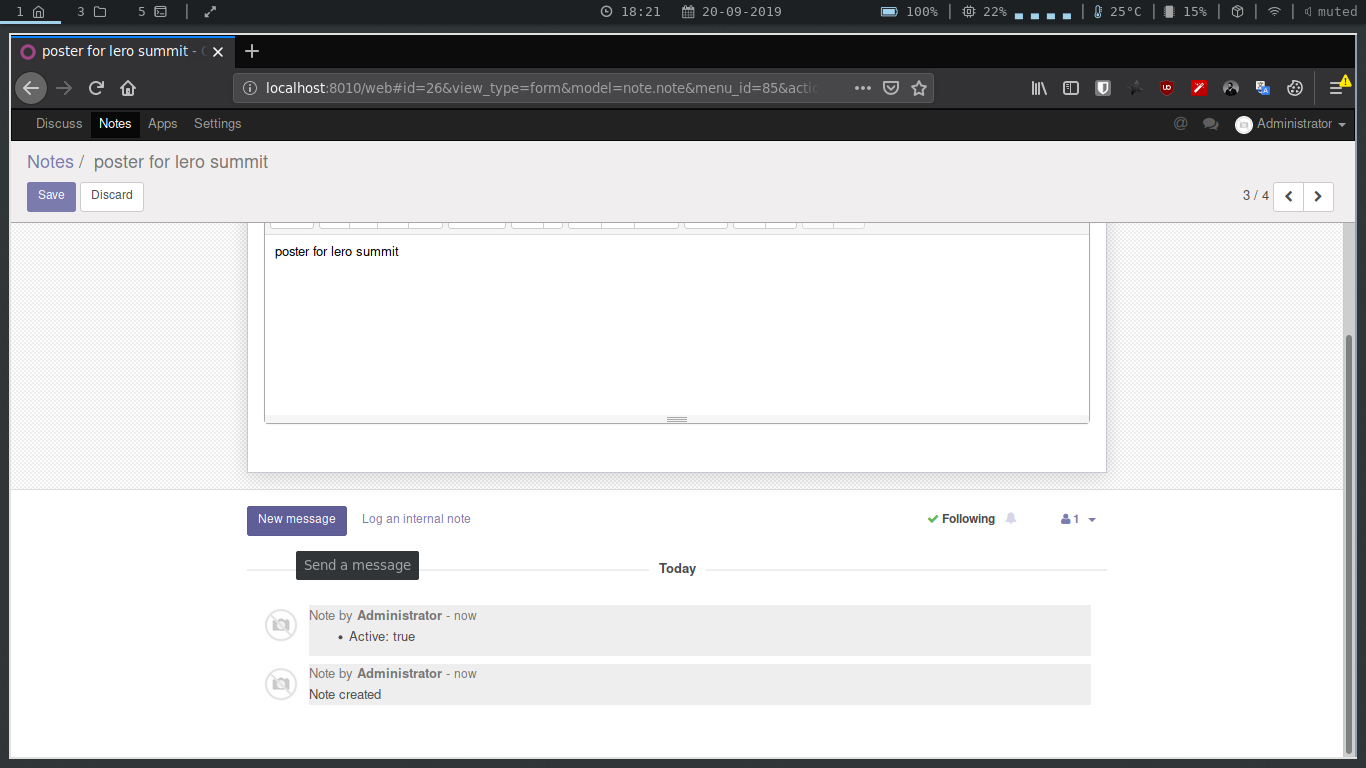 1 3 5 18:21 20-09-2019 100% 22% 25°C 15% muted
poster for lero summit -
localhost:8010/web#id=26&view_type=form&model=note.note&menu_id=85&acti
Discuss Notes Apps Settings @ Administrator
Notes / poster for lero summit
Save Discard 3 / 4
poster for lero summit
New message Log an internal note Following 1
Send a message
Today
Note by Administrator - now
• Active: true
Note by Administrator - now
Note created